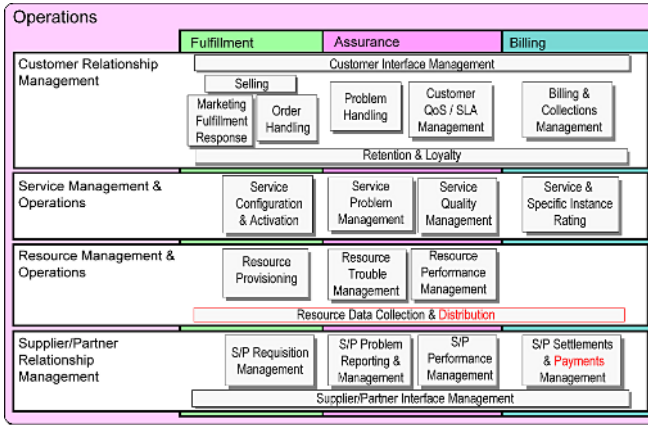 Operations
Fulfillment
Assurance
Billing
Customer Relationship
Management
Customer Interface Management
Selling
Marketing
Fulfillment
Response
Order
Handling
Problem
Handling
Customer
QoS / SLA
Management
Billing &
Collections
Management
Retention & Loyalty
Service Management &
Operations
Service
Configuration
& Activation
Service
Problem
Management
Service
Quality
Management
Service &
Specific Instance
Rating
Resource Management &
Operations
Resource
Provisioning
Resource
Trouble
Management
Resource
Performance
Management
Resource Data Collection & Distribution
Supplier/Partner
Relationship
Management
S/P Requisition
Management
S/P Problem
Reporting &
Management
S/P
Performance
Management
S/P Settlements
& Payments
Management
Supplier/Partner Interface Management